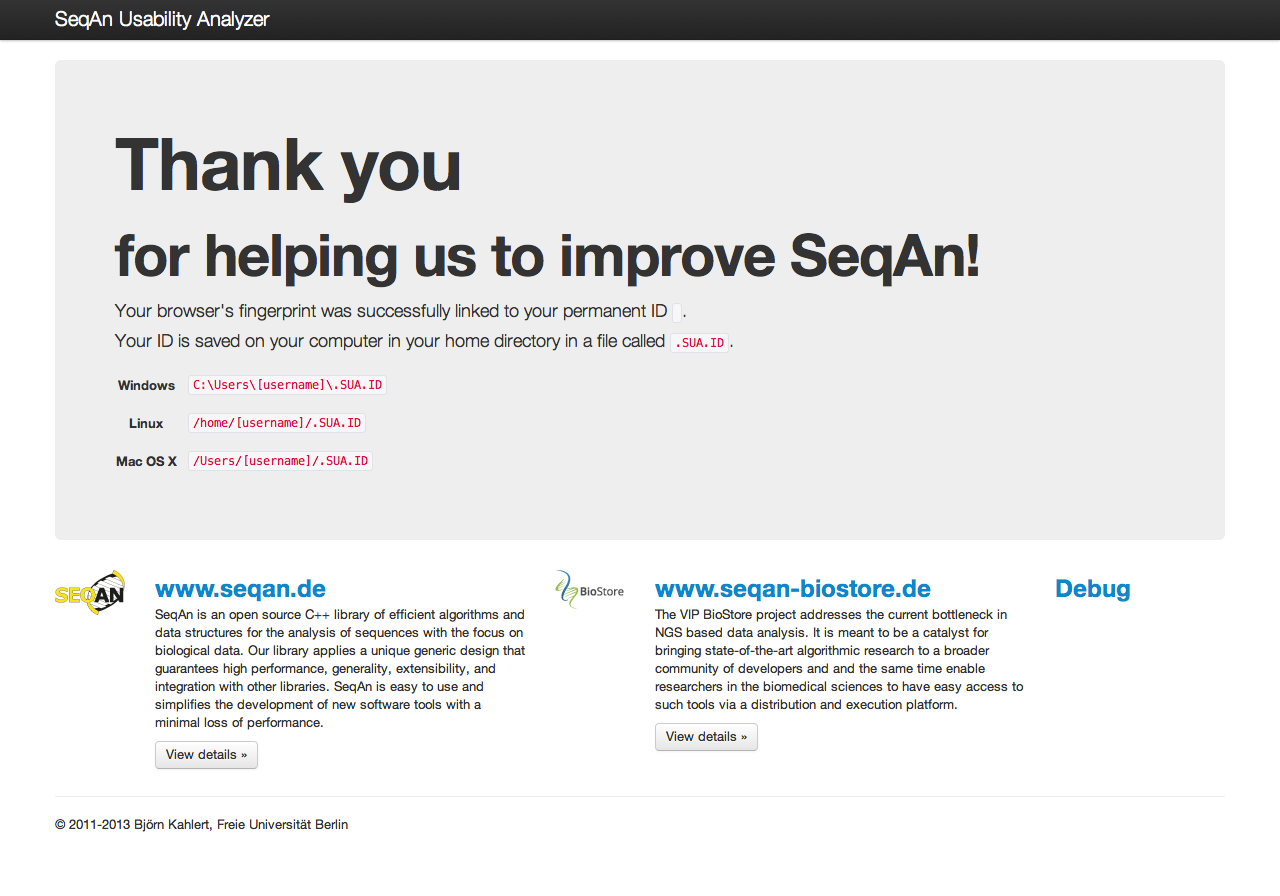 SeqAn Usability Analyzer
Thank you
for helping us to improve SeqAn!
Your browser's fingerprint was successfully linked to your permanent ID .
Your ID is saved on your computer in your home directory in a file called .SUA.ID.
Windows C:\Users\[username]\.SUA.ID
Linux /home/[username]/.SUA.ID
Mac OS X /Users/[username]/.SUA.ID
SEQAN
www.seqan.de
SeqAn is an open source C++ library of efficient algorithms and
data structures for the analysis of sequences with the focus on
biological data. Our library applies a unique generic design that
guarantees high performance, generality, extensibility, and
integration with other libraries. SeqAn is easy to use and
simplifies the development of new software tools with a
minimal loss of performance.
View details »
BioStore
www.seqan-biostore.de
The VIP BioStore project addresses the current bottleneck in
NGS based data analysis. It is meant to be a catalyst for
bringing state-of-the-art algorithmic research to a broader
community of developers and and the same time enable
researchers in the biomedical sciences to have easy access to
such tools via a distribution and execution platform.
View details »
Debug
© 2011-2013 Björn Kahlert, Freie Universität Berlin